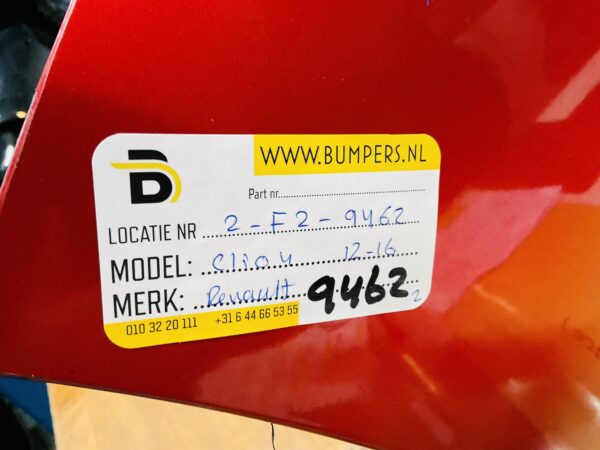 WWW.BUMPERS.NL
Part nr.
LOCATIE NR 2-F2-9462
MODEL: Clio 4 12-16
MERK: Renault 9462 2
010 32 20 111 +31 6 44 66 53 55